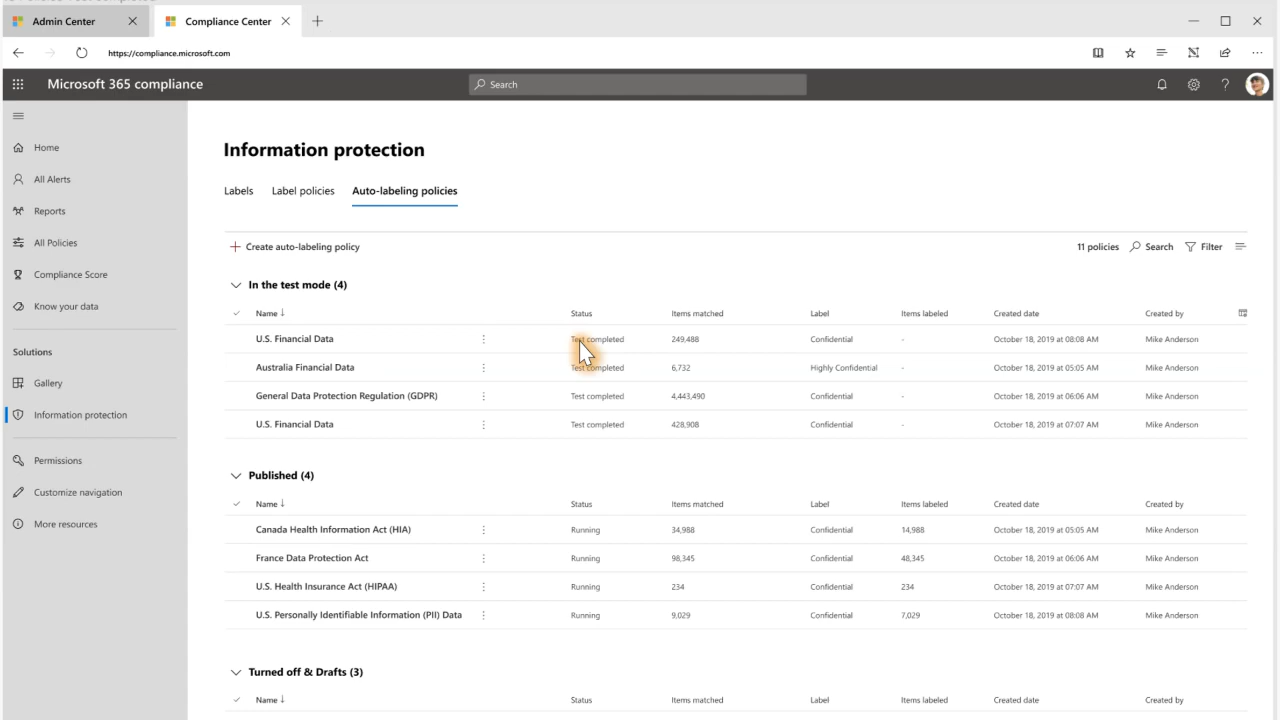 Admin Center
Compliance Center
https://compliance.microsoft.com
Microsoft 365 compliance
Search
Home
All Alerts
Reports
All Policies
Compliance Score
Know your data
Solutions
Gallery
Information protection
Permissions
Customize navigation
More resources
Information protection
Labels Label policies Auto-labeling policies
Create auto-labeling policy 11 policies Search Filter
In the test mode (4)
Name Status Items matched Label Items labeled Created date Created by
U.S. Financial Data Test completed 249,488 Confidential - October 18, 2019 at 08:08 AM Mike Anderson
Australia Financial Data Test completed 6,732 Highly Confidential - October 18, 2019 at 05:05 AM Mike Anderson
General Data Protection Regulation (GDPR) Test completed 4,443,490 Confidential - October 18, 2019 at 06:06 AM Mike Anderson
U.S. Financial Data Test completed 428,908 Confidential - October 18, 2019 at 07:07 AM Mike Anderson
Published (4)
Name Status Items matched Label Items labeled Created date Created by
Canada Health Information Act (HIA) Running 34,988 Confidential 14,988 October 18, 2019 at 05:05 AM Mike Anderson
France Data Protection Act Running 98,345 Confidential 48,345 October 18, 2019 at 06:06 AM Mike Anderson
U.S. Health Insurance Act (HIPAA) Running 234 Confidential 234 October 18, 2019 at 07:07 AM Mike Anderson
U.S. Personally Identifiable Information (PII) Data Running 9,029 Confidential 7,029 October 18, 2019 at 08:08 AM Mike Anderson
Turned off & Drafts (3)
Name Status Items matched Label Items labeled Created date Created by